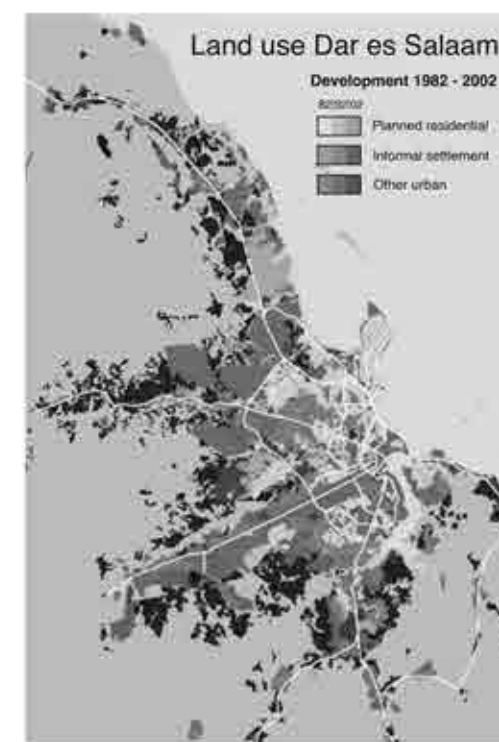 Land use Dar es Salaam
Development 1982 - 2002
Planned residential
Informal settlement
Other urban